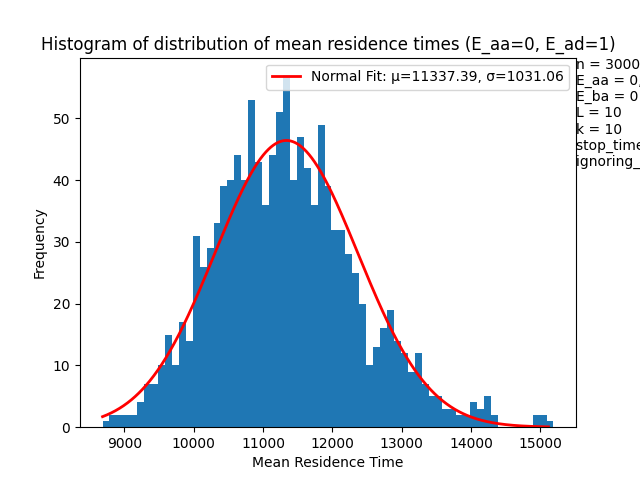 Histogram of distribution of mean residence times (E_aa=0, E_ad=1)
Normal Fit: μ=11337.39, σ=1031.06
n = 3000
E_aa = 0,
E_ba = 0
L = 10
k = 10
stop_time
ignoring_
Frequency
50
40
30
20
10
0
9000 10000 11000 12000 13000 14000 15000
Mean Residence Time